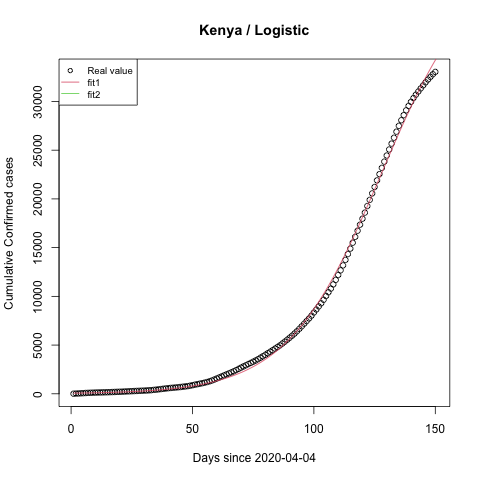 Kenya / Logistic
Real value
fit1
fit2
Cumulative Confirmed cases
30000
25000
20000
15000
10000
5000
0
0 50 100 150
Days since 2020-04-04